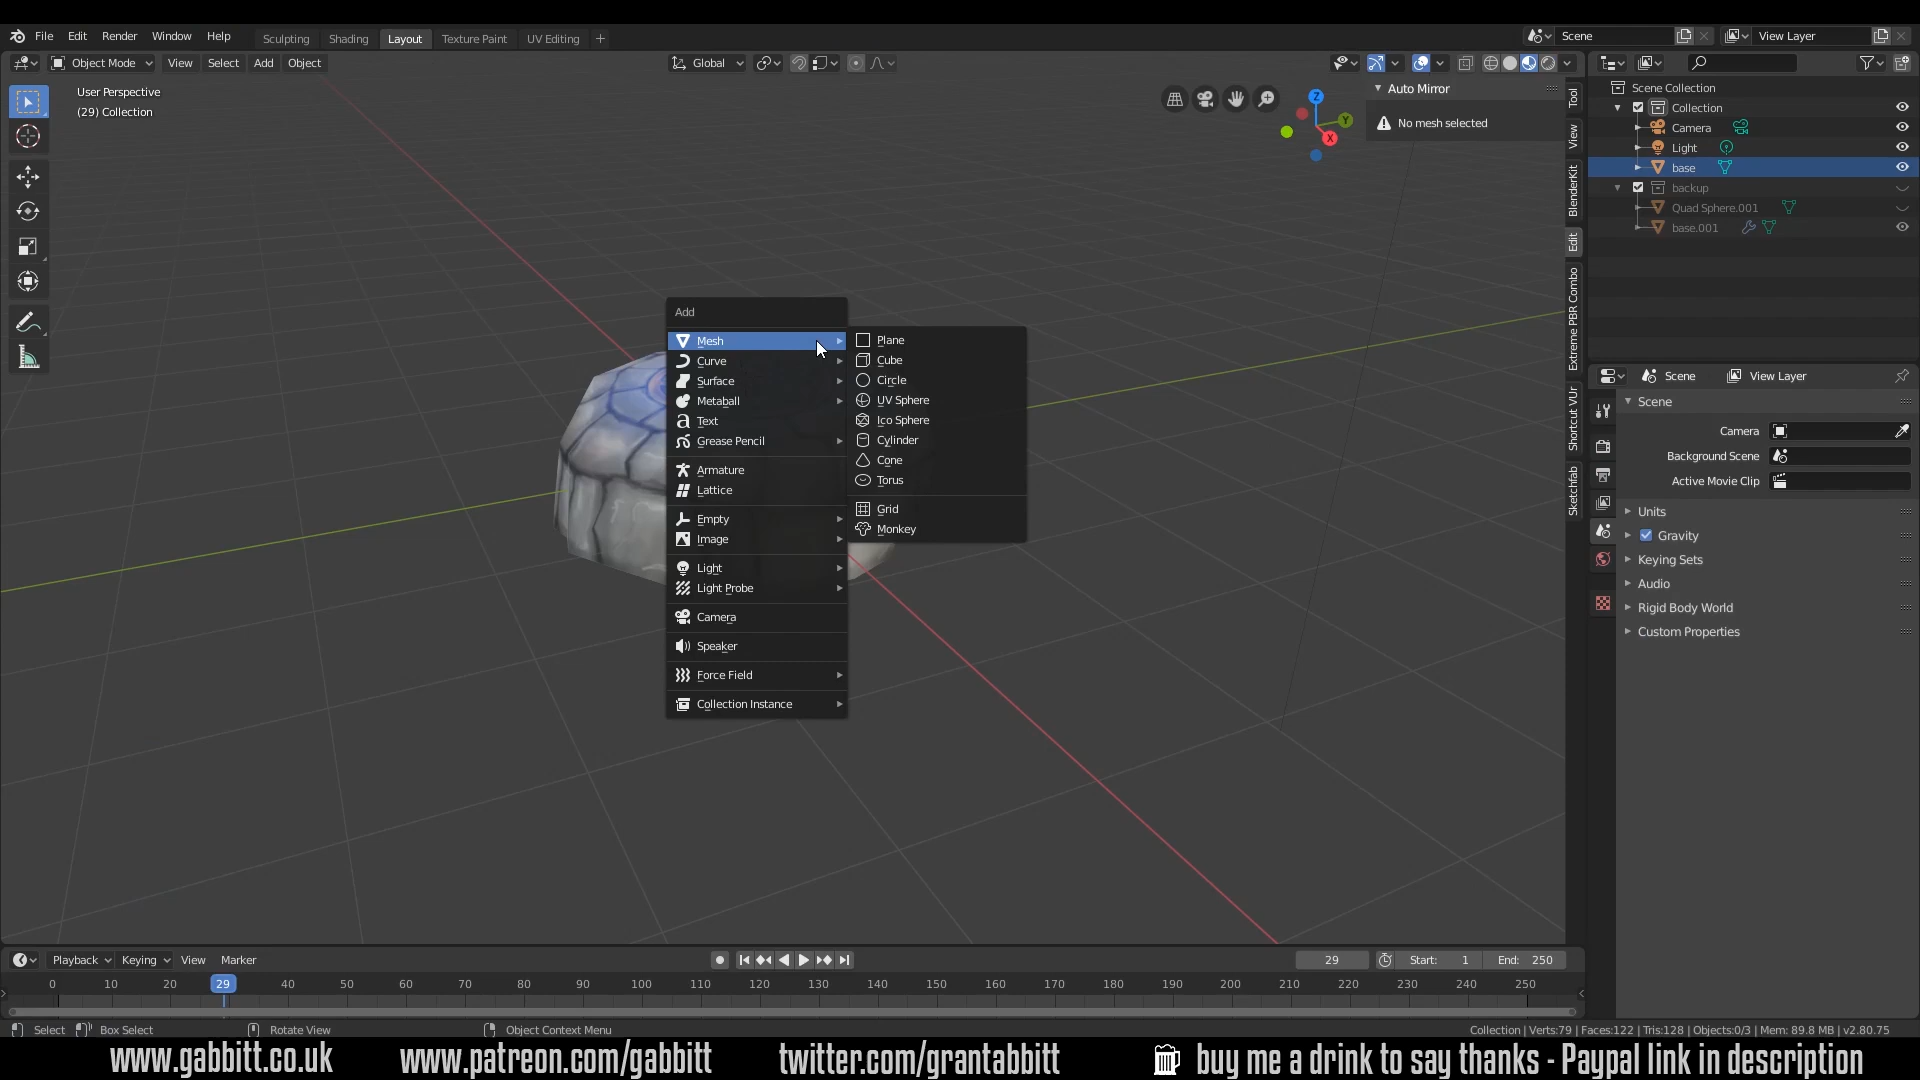 File Edit Render Window Help
Sculpting Shading Layout Texture Paint UV Editing +
Scene
View Layer
Object Mode View Select Add Object
Global
User Perspective
(29) Collection
Z
Y
X
Auto Mirror
No mesh selected
Tool
View
BlenderKit
Edit
Extreme PBR Combo
Shortcut VUr
Sketchfab
Scene Collection
Collection
Camera
Light
base
backup
Quad Sphere.001
base.001
Add
Mesh
Curve
Surface
Metaball
Text
Grease Pencil
Armature
Lattice
Empty
Image
Light
Light Probe
Camera
Speaker
Force Field
Collection Instance
Plane
Cube
Circle
UV Sphere
Ico Sphere
Cylinder
Cone
Torus
Grid
Monkey
Scene View Layer
Scene
Camera
Background Scene
Active Movie Clip
Units
Gravity
Keying Sets
Audio
Rigid Body World
Custom Properties
Playback Keying View Marker
29 Start: 1 End: 250
0 10 20 29 40 50 60 70 80 90 100 110 120 130 140 150 160 170 180 190 200 210 220 230 240 250
Select Box Select Rotate View Object Context Menu
Collection | Verts:79 | Faces:122 | Tris:128 | Objects:0/3 | Mem: 89.8 MB | v2.80.75
www.gabbitt.co.uk www.patreon.com/gabbitt twitter.com/grantabbitt buy me a drink to say thanks - Paypal link in description